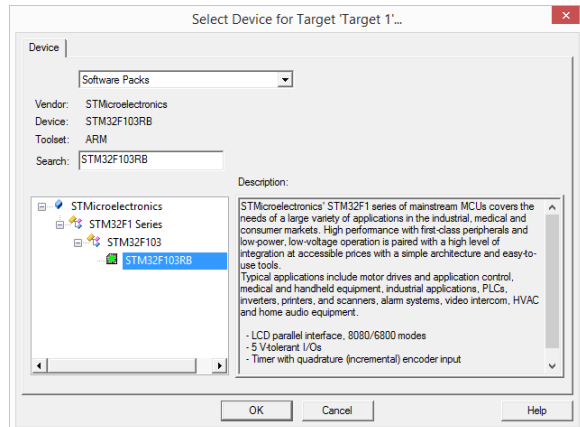 Select Device for Target 'Target 1'...
Device
Software Packs
Vendor: STMicroelectronics
Device: STM32F103RB
Toolset: ARM
Search: STM32F103RB
Description:
STMicroelectronics
STM32F1 Series
STM32F103
STM32F103RB
STMicroelectronics' STM32F1 series of mainstream MCUs covers the
needs of a large variety of applications in the industrial, medical and
consumer markets. High performance with first-class peripherals and
low-power, low-voltage operation is paired with a high level of
integration at accessible prices with a simple architecture and easy-to-
use tools.
Typical applications include motor drives and application control,
medical and handheld equipment, industrial applications, PLCs,
inverters, printers, and scanners, alarm systems, video intercom, HVAC
and home audio equipment.
- LCD parallel interface, 8080/6800 modes
- 5 V-tolerant I/Os
- Timer with quadrature (incremental) encoder input
OK
Cancel
Help